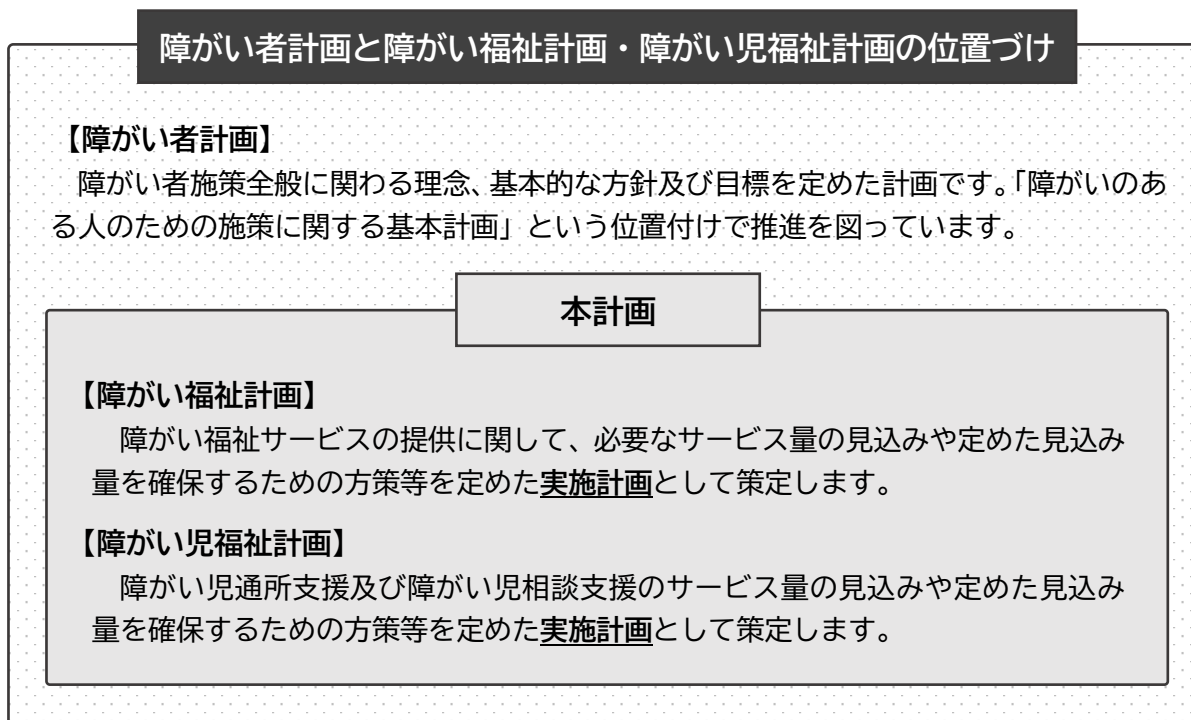 障がい者計画と障がい福祉計画・障がい児福祉計画の位置づけ
【障がい者計画】
障がい者施策全般に関わる理念、基本的な方針及び目標を定めた計画です。「障がいのあ
る人のための施策に関する基本計画」という位置付けで推進を図っています。
本計画
【障がい福祉計画】
障がい福祉サービスの提供に関して、必要なサービス量の見込みや定めた見込み
量を確保するための方策等を定めた実施計画として策定します。
【障がい児福祉計画】
障がい児通所支援及び障がい児相談支援のサービス量の見込みや定めた見込み
量を確保するための方策等を定めた実施計画として策定します。